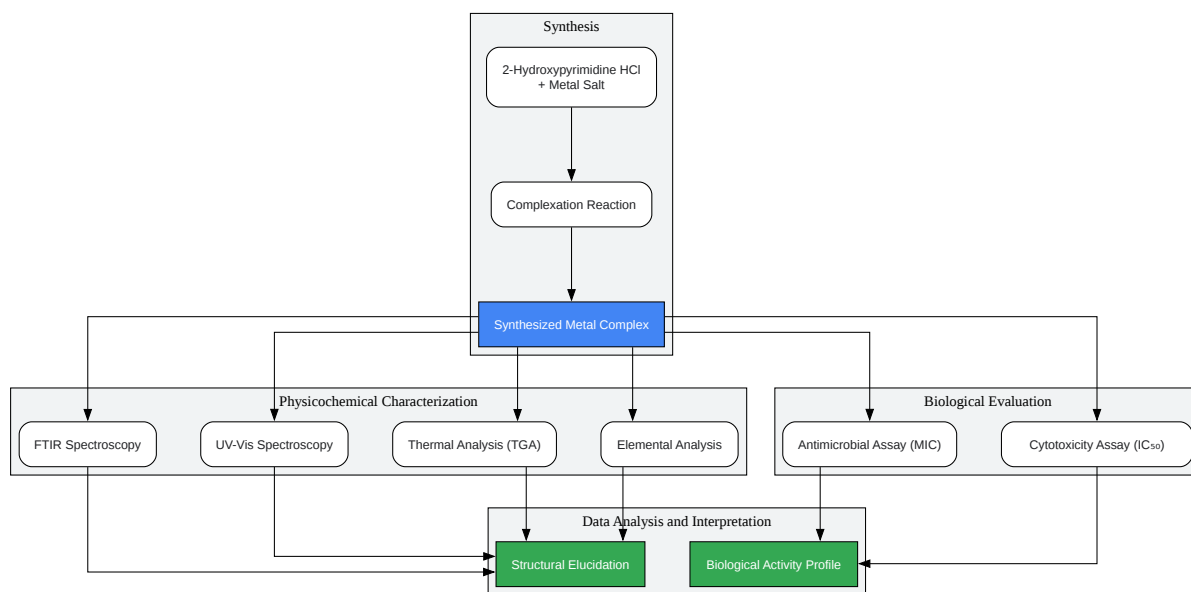 Synthesis
2-Hydroxypyrimidine HCl
+ Metal Salt
Complexation Reaction
Synthesized Metal Complex
Physicochemical Characterization
Biological Evaluation
FTIR Spectroscopy
UV-Vis Spectroscopy
Thermal Analysis (TGA)
Elemental Analysis
Antimicrobial Assay (MIC)
Cytotoxicity Assay (IC₅₀)
Data Analysis and Interpretation
Structural Elucidation
Biological Activity Profile